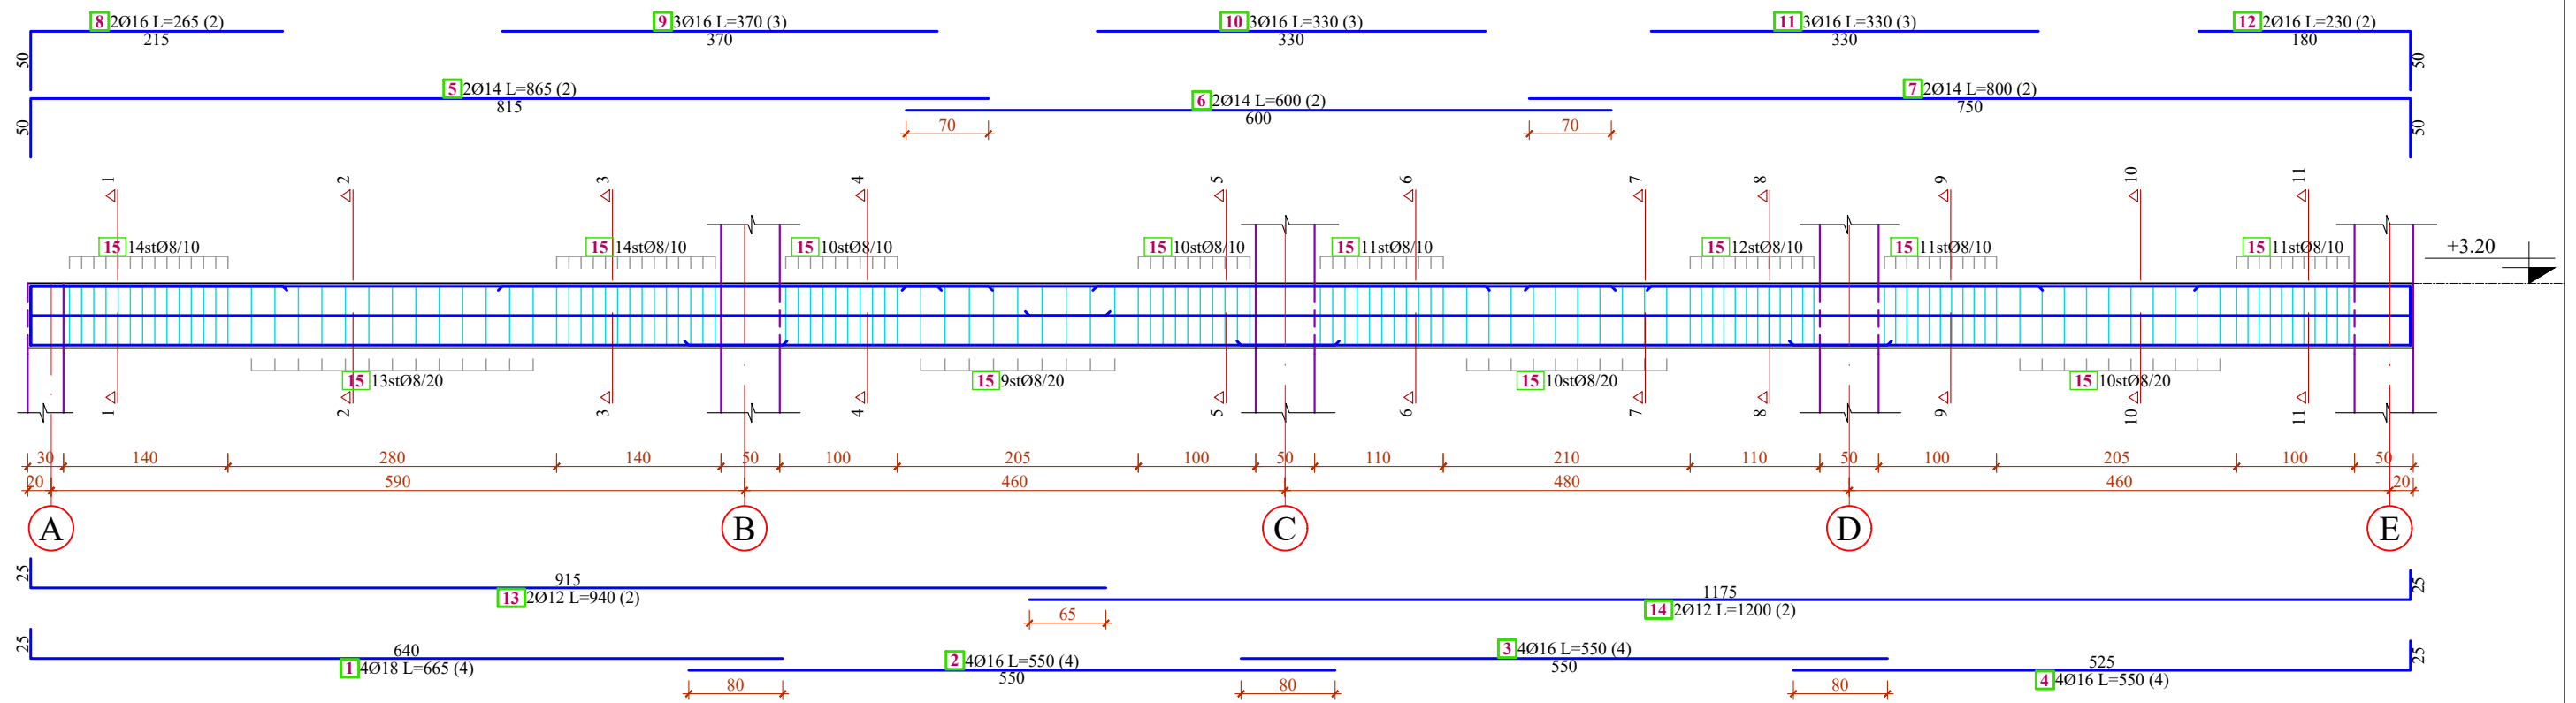 8 2Ø16 L=265 (2) 9 3Ø16 L=370 (3) 10 3Ø16 L=330 (3) 11 3Ø16 L=330 (3) 12 2Ø16 L=230 (2)
215 370 330 330 180
50 50
5 2Ø14 L=865 (2) 6 2Ø14 L=600 (2) 7 2Ø14 L=800 (2)
815 600 750
50 70 70 50
1 2 3 4 5 6 7 8 9 10 11
15 14stØ8/10 15 14stØ8/10 15 10stØ8/10 15 10stØ8/10 15 11stØ8/10 15 12stØ8/10 15 11stØ8/10 15 11stØ8/10 +3.20
15 13stØ8/20 15 9stØ8/20 15 10stØ8/20 15 10stØ8/20
1 2 3 4 5 6 7 8 9 10 11
30 140 280 140 50 100 205 100 50 110 210 110 50 100 205 100 50
20 590 460 480 460 20
A B C D E
25 915 1175 25
13 2Ø12 L=940 (2) 14 2Ø12 L=1200 (2)
65
25 640 2 4Ø16 L=550 (4) 3 4Ø16 L=550 (4) 525 25
1 4Ø18 L=665 (4) 550 550 4 4Ø16 L=550 (4)
80 80 80